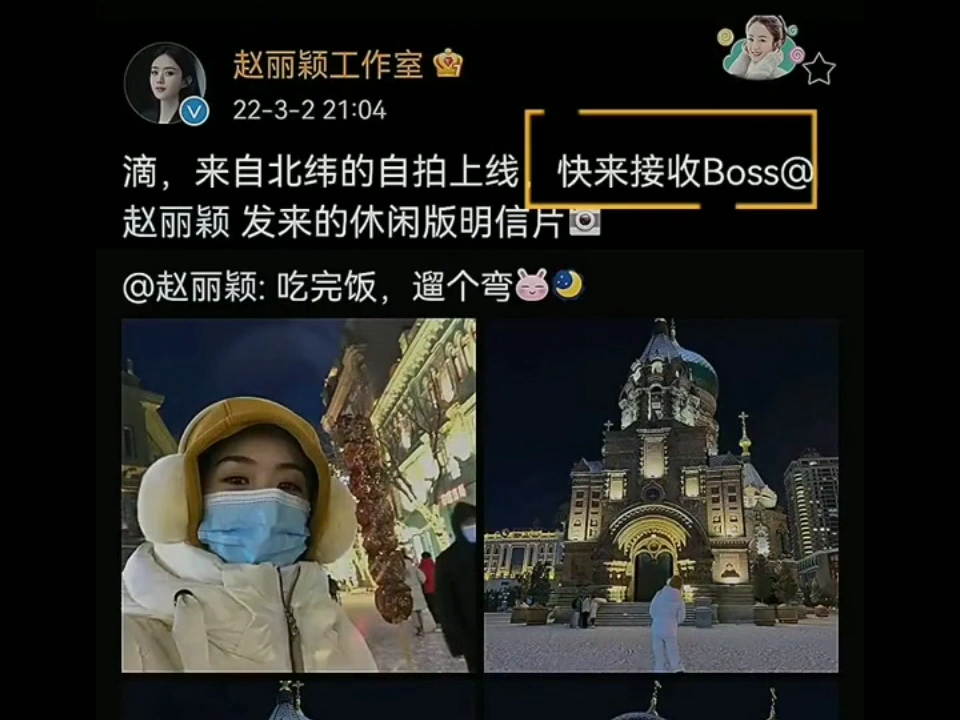 赵丽颖工作室
22-3-2 21:04
滴，来自北纬的自拍上线，快来接收Boss@
赵丽颖 发来的休闲版明信片
@赵丽颖: 吃完饭，遛个弯